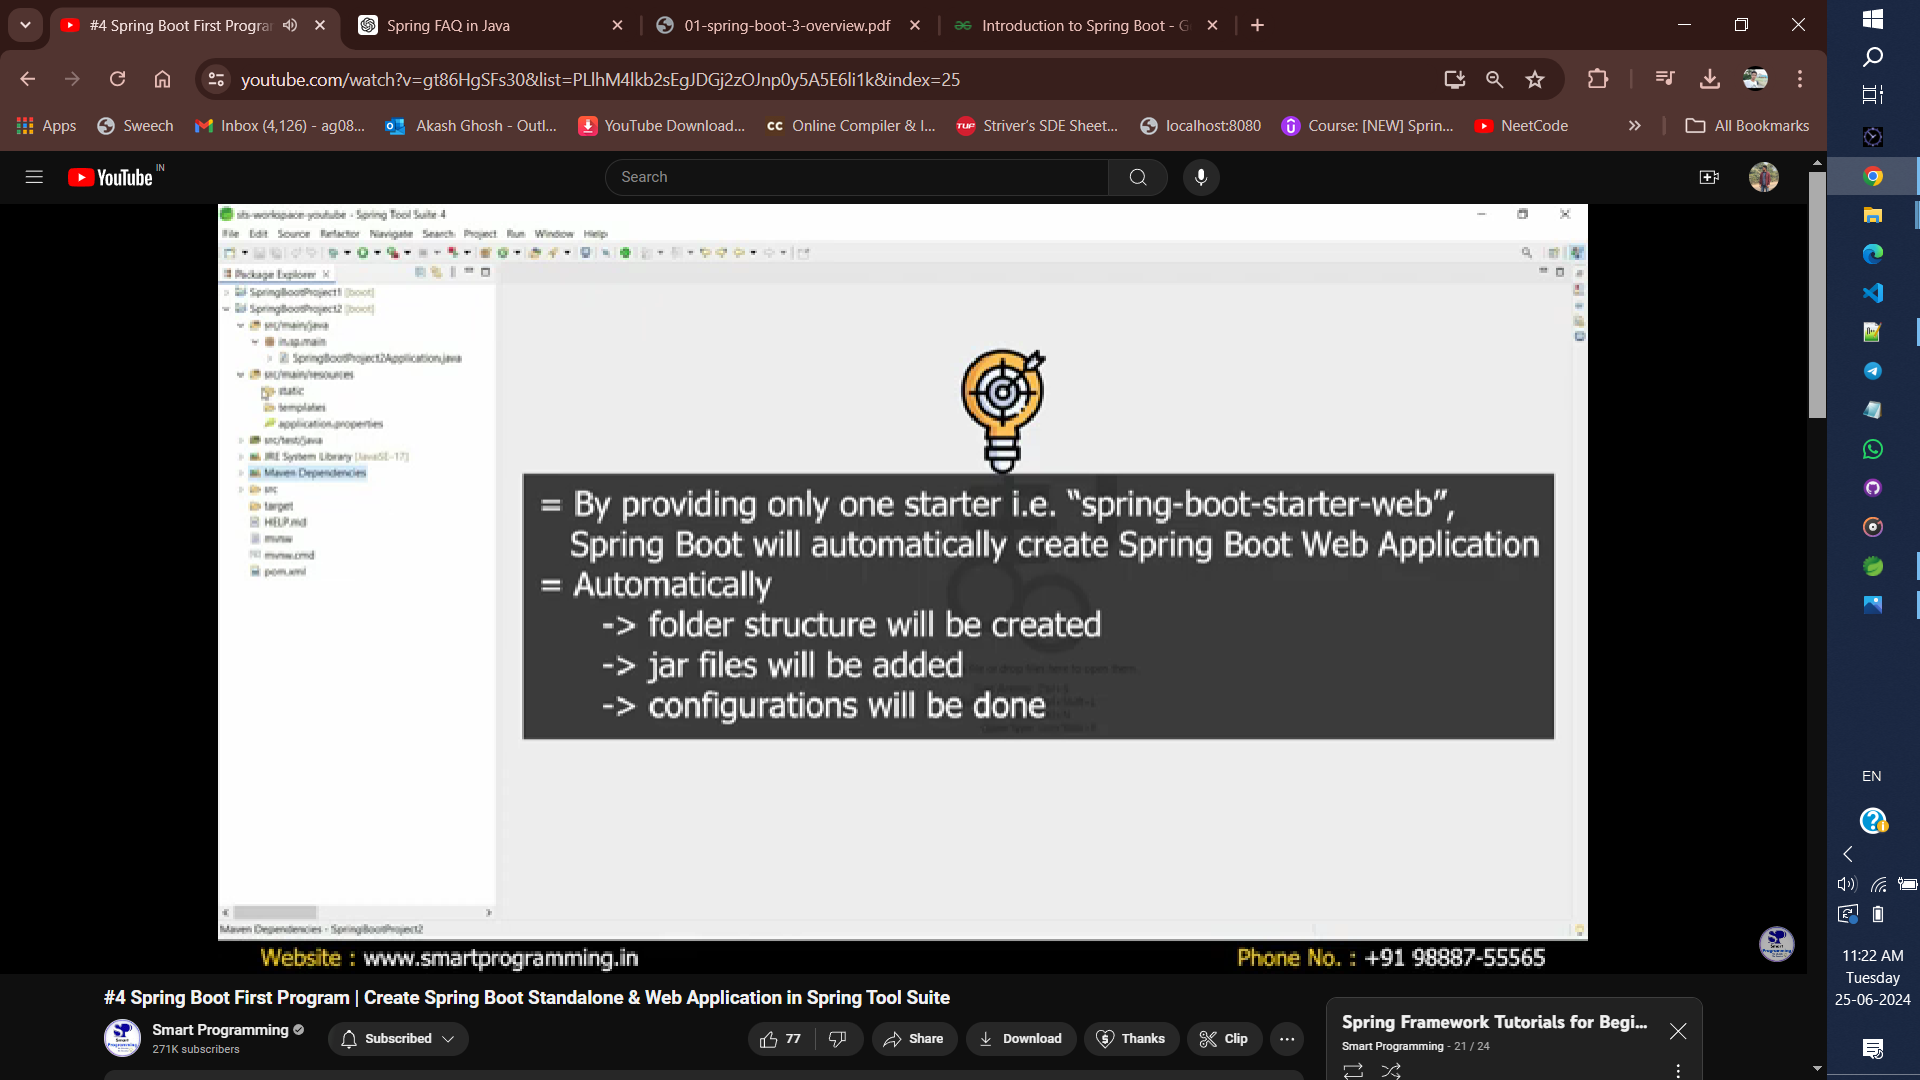 #4 Spring Boot First Progra
Spring FAQ in Java
01-spring-boot-3-overview.pdf
Introduction to Spring Boot - G
youtube.com/watch?v=gt86HgSFs30&list=PLlhM4lkb2sEgJDGj2zOJnp0y5A5E6li1k&index=25
Apps
Sweech
Inbox (4,126) - ag08...
Akash Ghosh - Outl...
YouTube Download...
CC Online Compiler & I...
TUF Striver's SDE Sheet...
localhost:8080
Course: [NEW] Sprin...
NeetCode
All Bookmarks
YouTube IN
Search
sts-workspace-youtube - Spring Tool Suite 4
File Edit Source Refactor Navigate Search Project Run Window Help
Package Explorer
SpringBootProject1 [boot]
SpringBootProject2 [boot]
src/main/java
in.sp.main
SpringBootProject2Application.java
src/main/resources
static
templates
application.properties
src/test/java
JRE System Library [JavaSE-17]
Maven Dependencies
src
target
HELP.md
mvnw
mvnw.cmd
pom.xml
= By providing only one starter i.e. “spring-boot-starter-web”,
Spring Boot will automatically create Spring Boot Web Application
= Automatically
-> folder structure will be created
-> jar files will be added
-> configurations will be done
Maven Dependencies - SpringBootProject2
Website : www.smartprogramming.in
Phone No. : +91 98887-55565
#4 Spring Boot First Program | Create Spring Boot Standalone & Web Application in Spring Tool Suite
Smart Programming
271K subscribers
Subscribed
77
Share
Download
Thanks
Clip
Spring Framework Tutorials for Begi...
Smart Programming - 21 / 24
EN
11:22 AM
Tuesday
25-06-2024